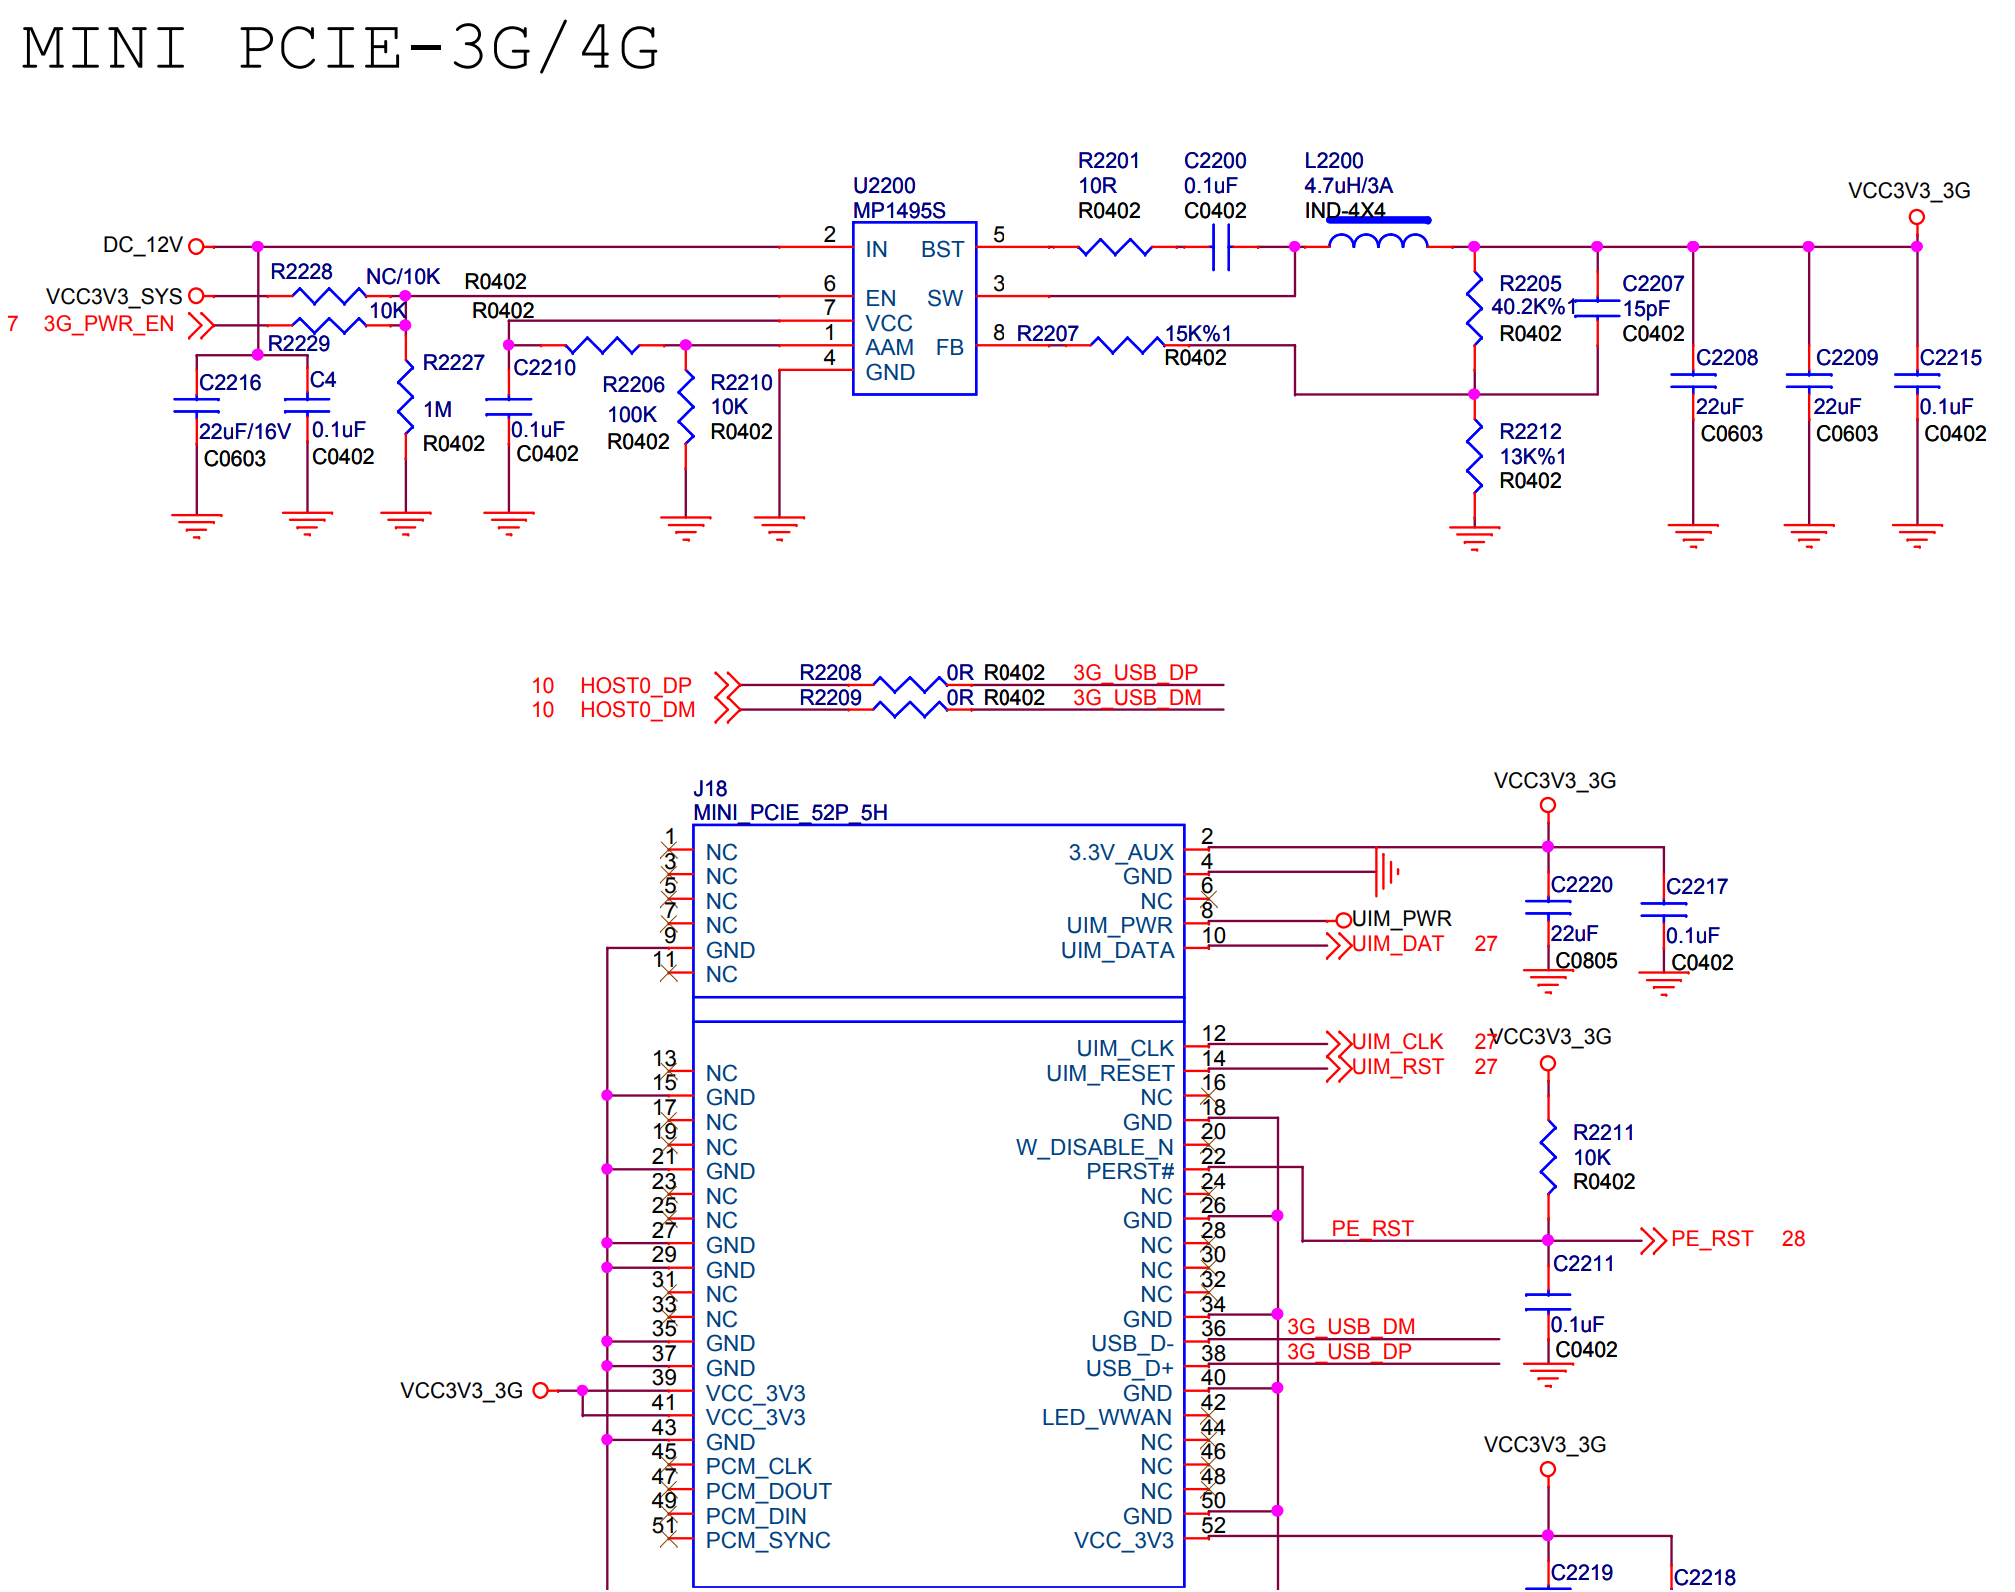 MINI PCIE-3G/4G
R2201
10R
R0402
C2200
0.1uF
C0402
L2200
4.7uH/3A
IND-4X4
U2200
MP1495S
VCC3V3_3G
DC_12V
2
IN
BST
5
R2228
NC/10K
R0402
VCC3V3_SYS
6
EN
SW
3
7
3G_PWR_EN
10K
R0402
R2229
7
VCC
1
AAM
FB
8
R2207
15K%1
R0402
4
GND
R2205
40.2K%1
R0402
C2207
15pF
C0402
C2216
22uF/16V
C0603
C4
0.1uF
C0402
R2227
1M
R0402
C2210
0.1uF
C0402
R2206
100K
R0402
R2210
10K
R0402
R2212
13K%1
R0402
C2208
22uF
C0603
C2209
22uF
C0603
C2215
0.1uF
C0402
10 HOST0_DP
R2208
0R
R0402
3G_USB_DP
10 HOST0_DM
R2209
0R
R0402
3G_USB_DM
J18
MINI_PCIE_52P_5H
1 NC
3 NC
5 NC
7 NC
9 GND
11 NC
13 NC
15 GND
17 NC
19 NC
21 GND
23 NC
25 NC
27 GND
29 GND
31 NC
33 NC
35 GND
37 GND
VCC3V3_3G
39 VCC_3V3
41 VCC_3V3
43 GND
45 PCM_CLK
47 PCM_DOUT
49 PCM_DIN
51 PCM_SYNC
3.3V_AUX 2
GND 4
NC 6
UIM_PWR 8 UIM_PWR
UIM_DATA 10 UIM_DAT 27
UIM_CLK 12 UIM_CLK 27
UIM_RESET 14 UIM_RST 27
NC 16
GND 18
W_DISABLE_N 20
PERST# 22
NC 24
GND 26
NC 28
NC 30
NC 32
GND 34
USB_D- 36 3G_USB_DM
USB_D+ 38 3G_USB_DP
GND 40
LED_WWAN 42
NC 44
NC 46
NC 48
GND 50
VCC_3V3 52
VCC3V3_3G
C2220
22uF
C0805
C2217
0.1uF
C0402
VCC3V3_3G
R2211
10K
R0402
PE_RST
PE_RST 28
C2211
0.1uF
C0402
VCC3V3_3G
C2219
C2218